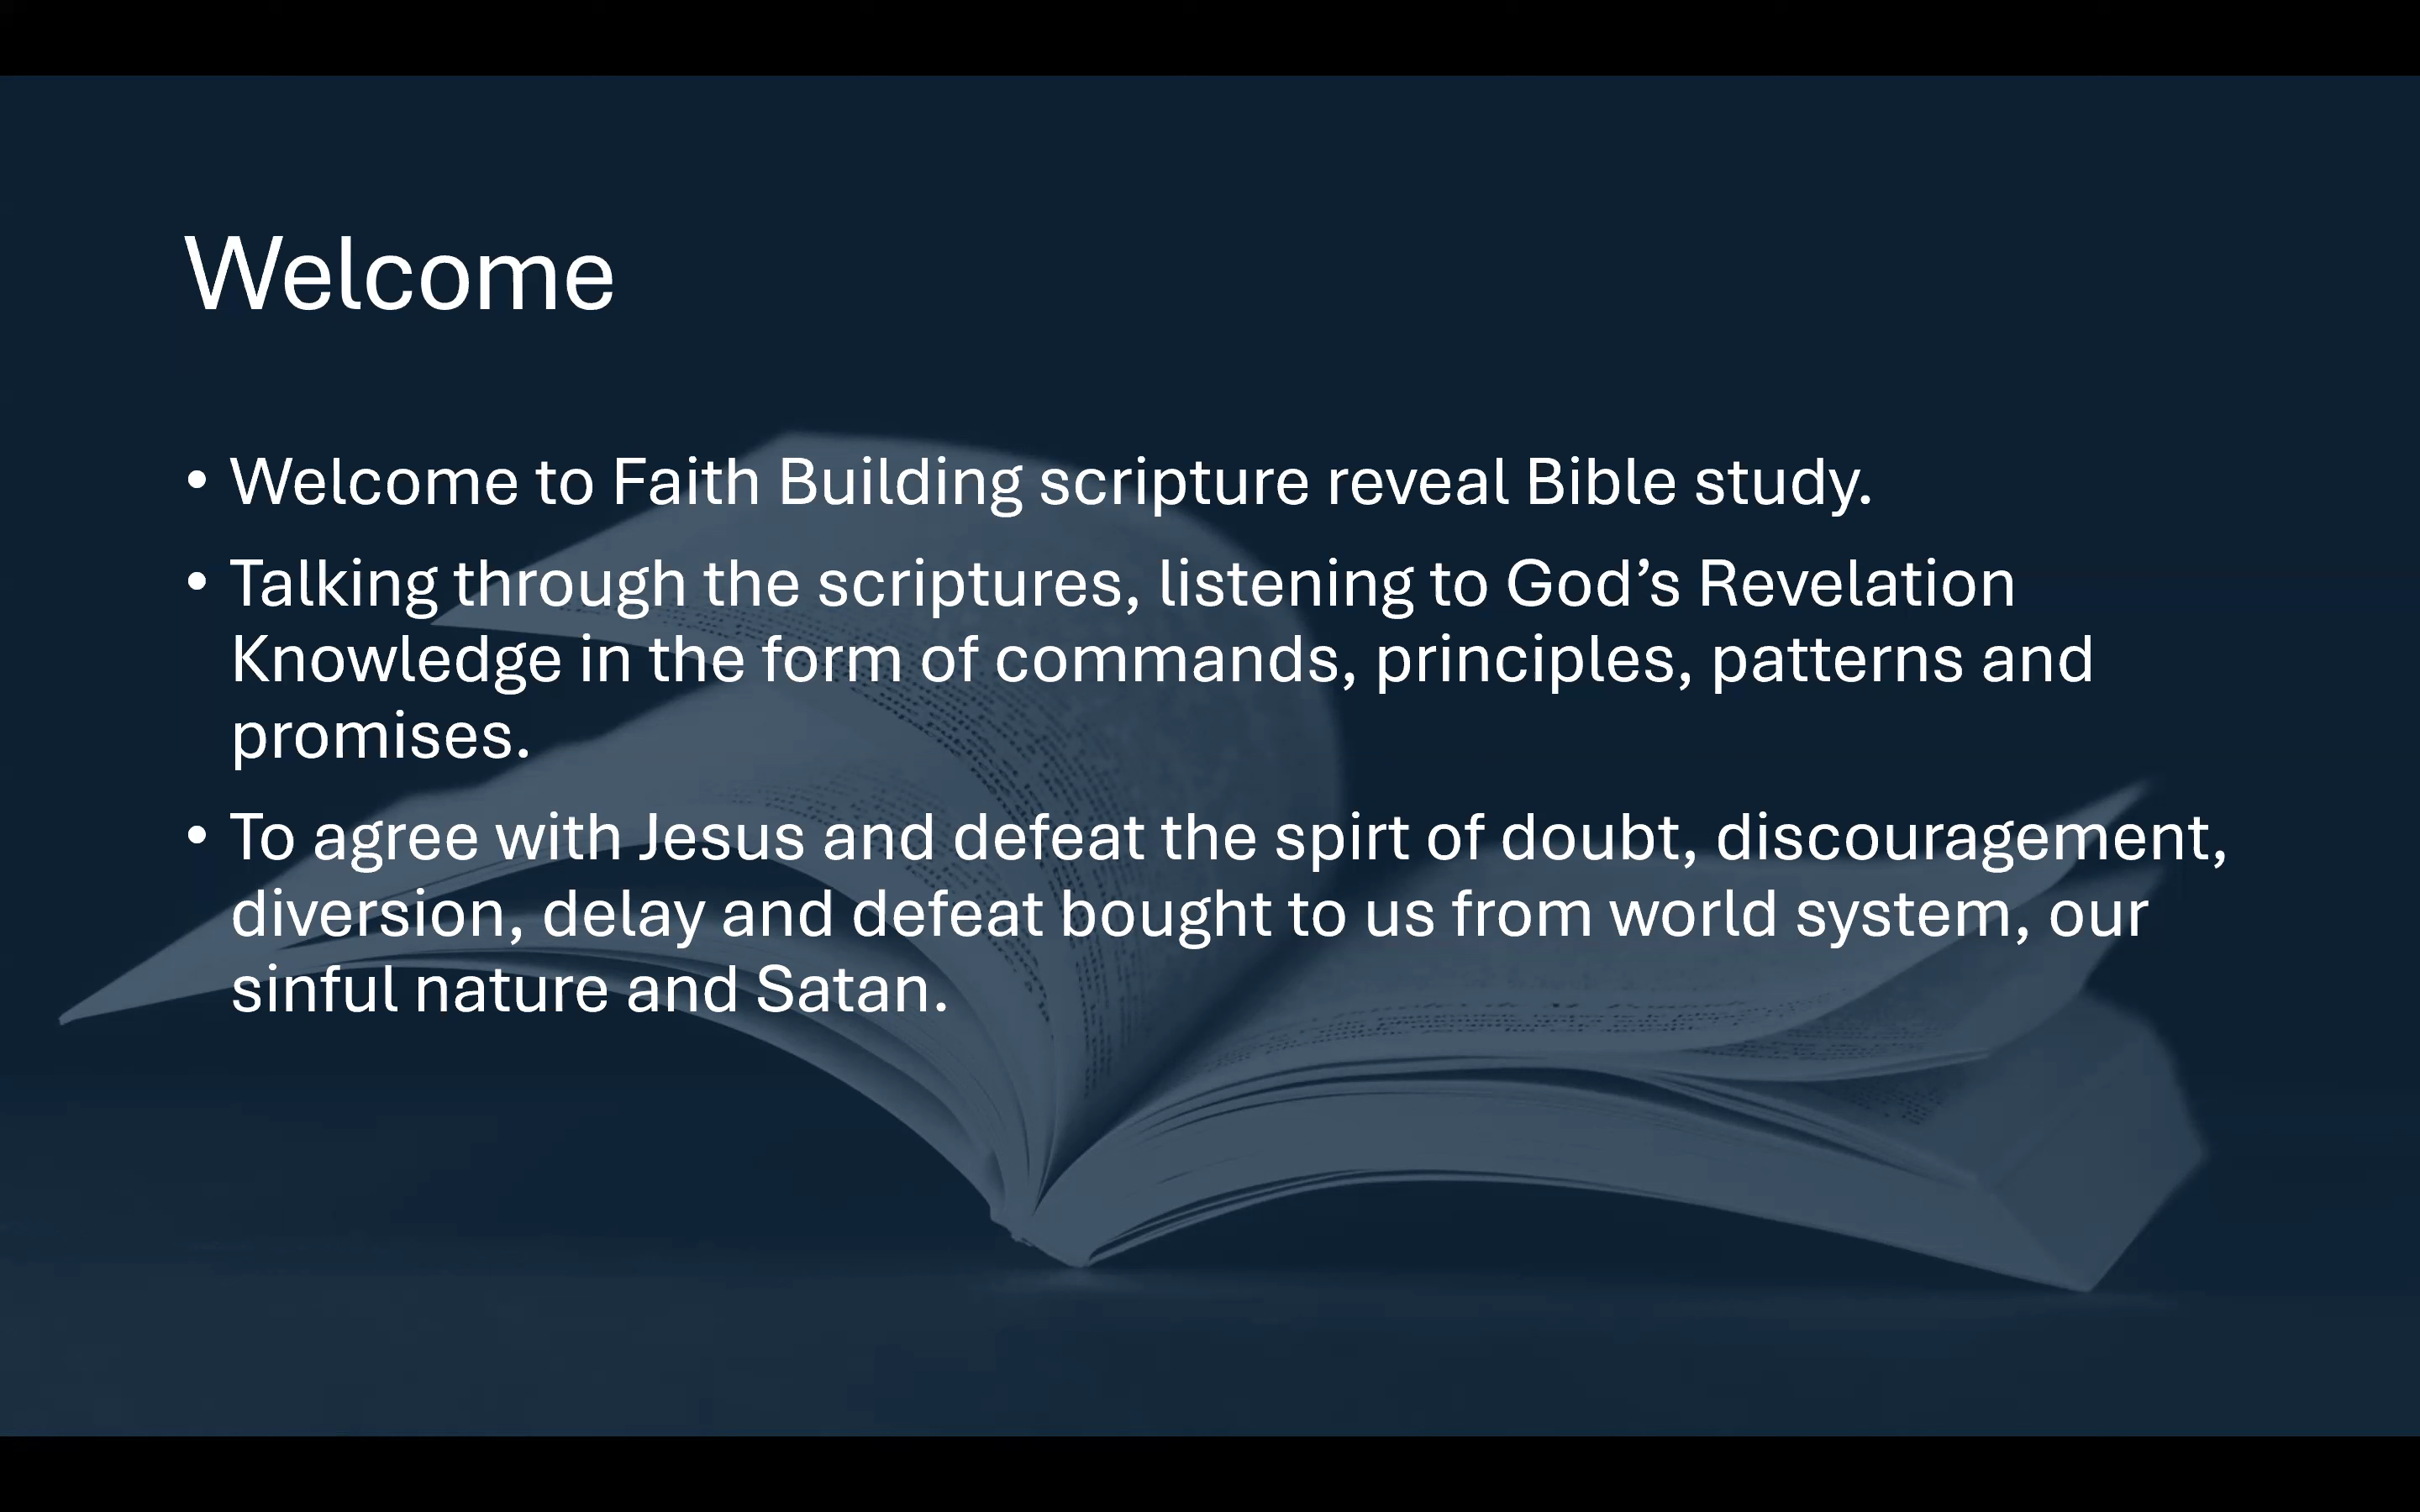 Welcome
• Welcome to Faith Building scripture reveal Bible study.
• Talking through the scriptures, listening to God’s Revelation
Knowledge in the form of commands, principles, patterns and
promises.
• To agree with Jesus and defeat the spirt of doubt, discouragement,
diversion, delay and defeat bought to us from world system, our
sinful nature and Satan.